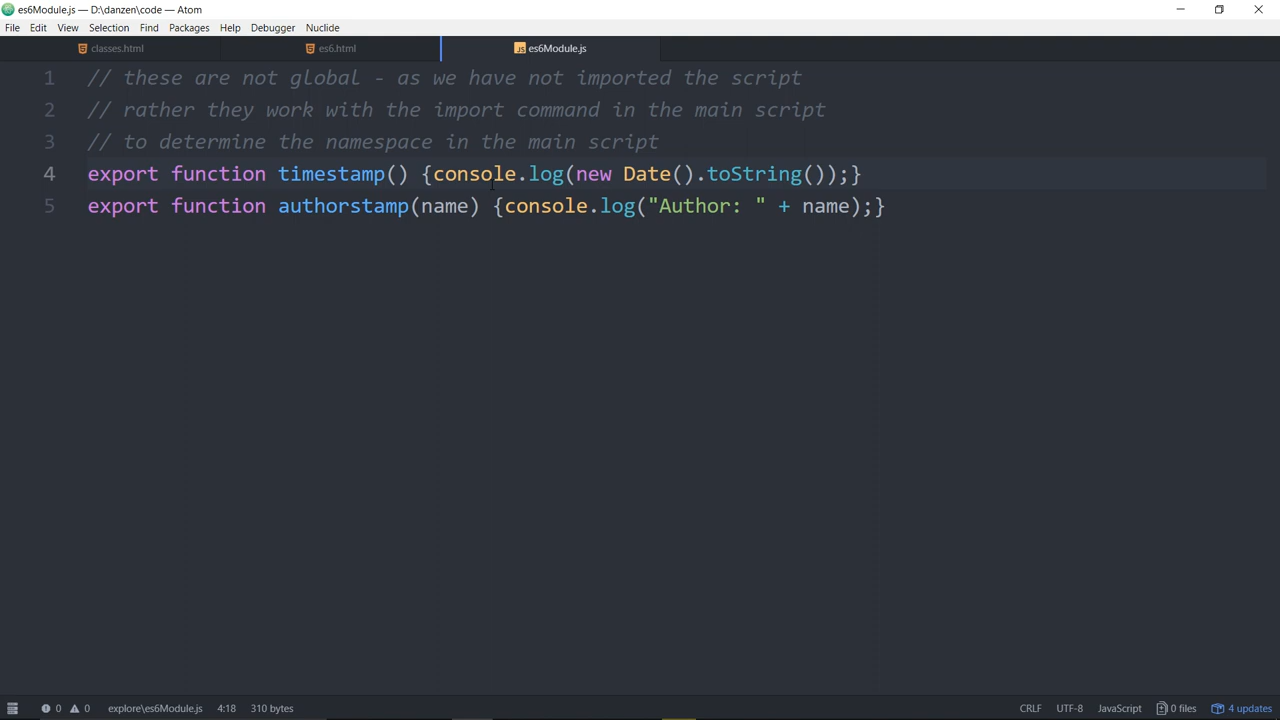 es6Module.js — D:\danzen\code — Atom
File Edit View Selection Find Packages Help Debugger Nuclide
classes.html es6.html JS es6Module.js
1 // these are not global - as we have not imported the script
2 // rather they work with the import command in the main script
3 // to determine the namespace in the main script
4 export function timestamp() {console.log(new Date().toString());}
5 export function authorstamp(name) {console.log("Author: " + name);}
0 0 explore\es6Module.js 4:18 310 bytes CRLF UTF-8 JavaScript 0 files 4 updates